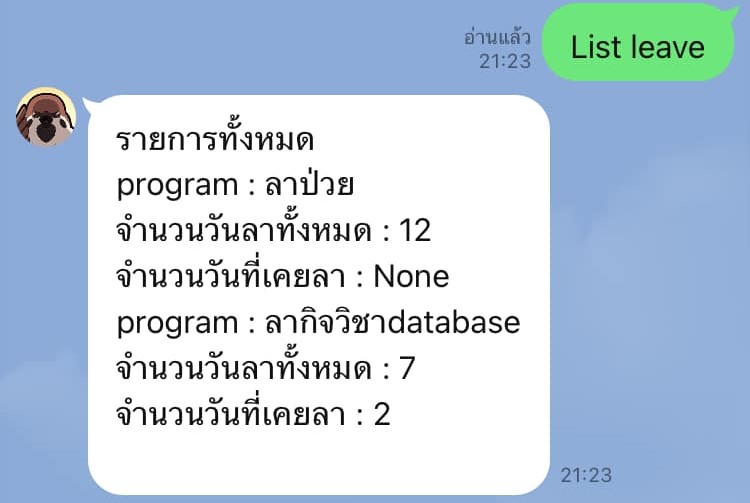 อ่านแล้ว
21:23
List leave
รายการทั้งหมด
program : ลาป่วย
จำนวนวันลาทั้งหมด : 12
จำนวนวันที่เคยลา : None
program : ลากิจวิชาdatabase
จำนวนวันลาทั้งหมด : 7
จำนวนวันที่เคยลา : 2
21:23